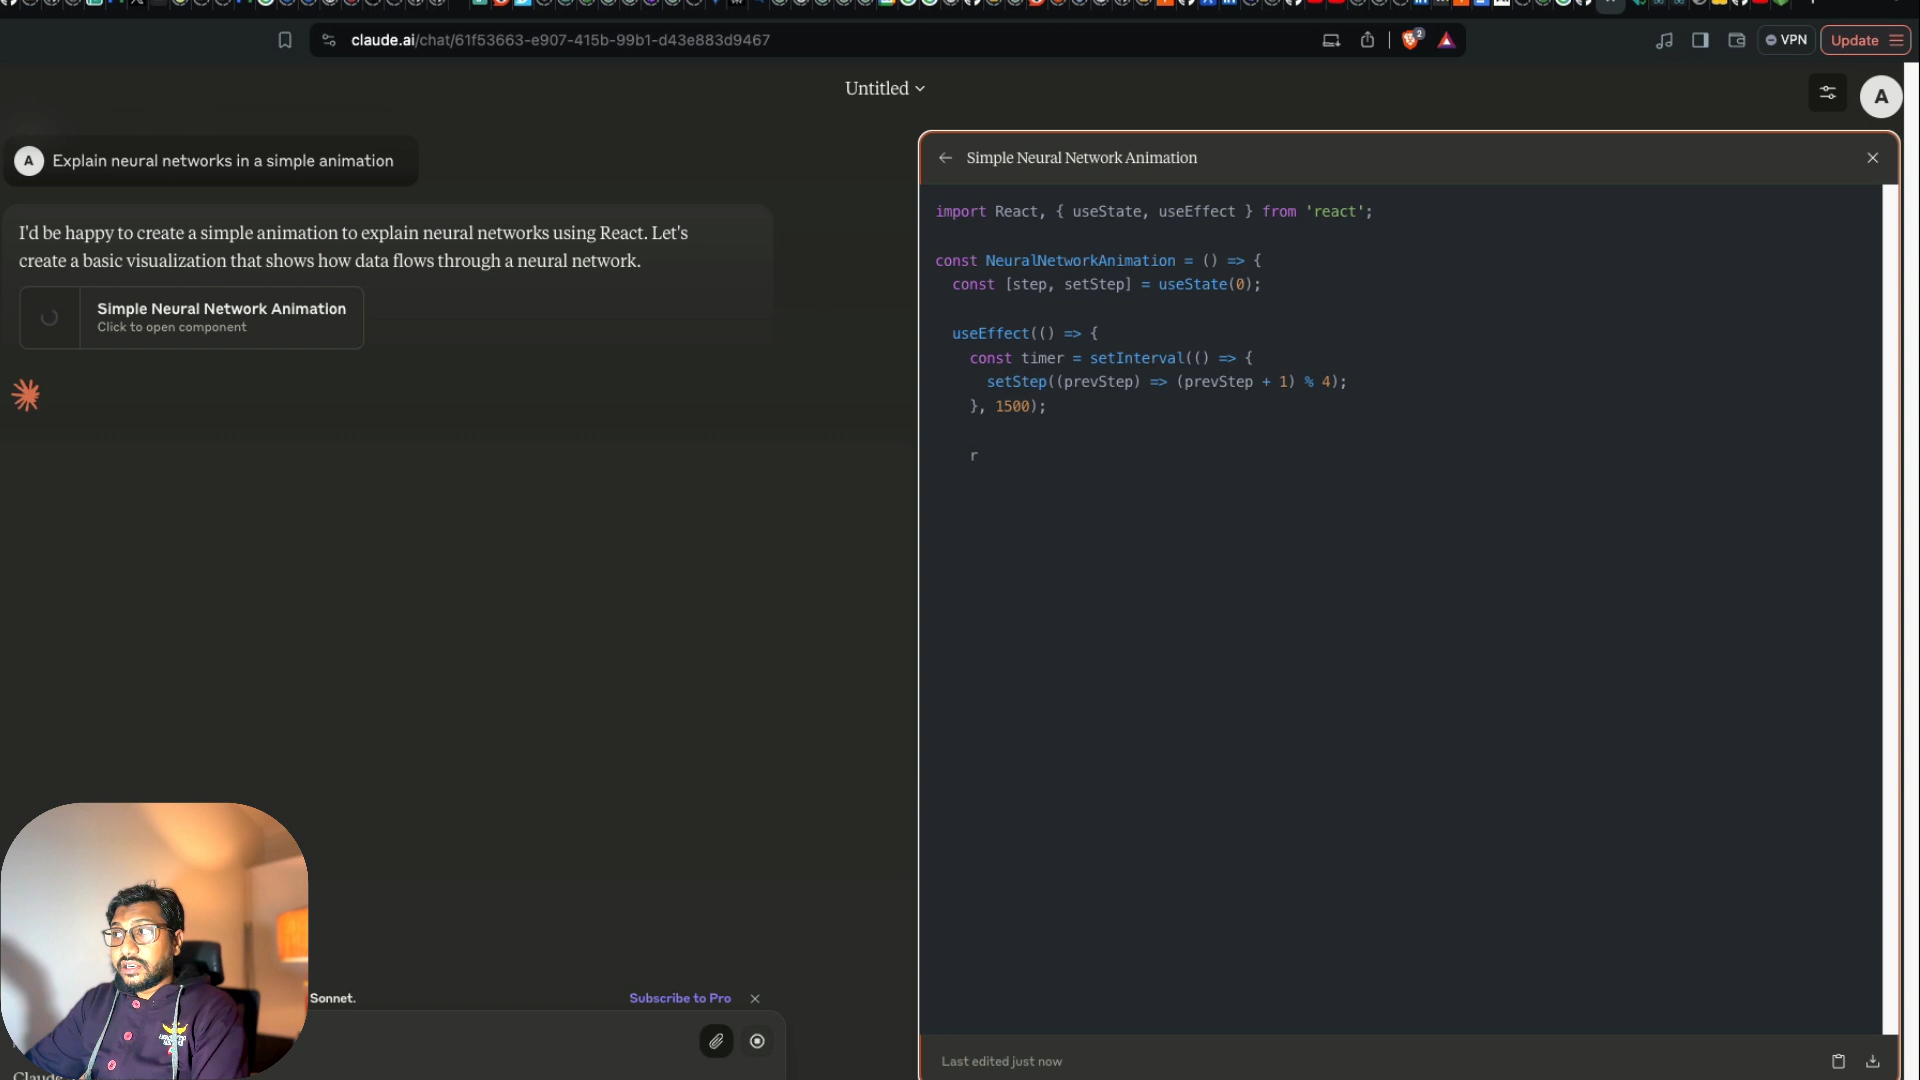 claude.ai/chat/61f53663-e907-415b-99b1-d43e883d9467
2
VPN
Update
Untitled
A
A
Explain neural networks in a simple animation
I'd be happy to create a simple animation to explain neural networks using React. Let's
create a basic visualization that shows how data flows through a neural network.
Simple Neural Network Animation
Click to open component
Sonnet.
Subscribe to Pro
Claude
Simple Neural Network Animation
import React, { useState, useEffect } from 'react';
const NeuralNetworkAnimation = () => {
const [step, setStep] = useState(0);
useEffect(() => {
const timer = setInterval(() => {
setStep((prevStep) => (prevStep + 1) % 4);
}, 1500);
r
Last edited just now